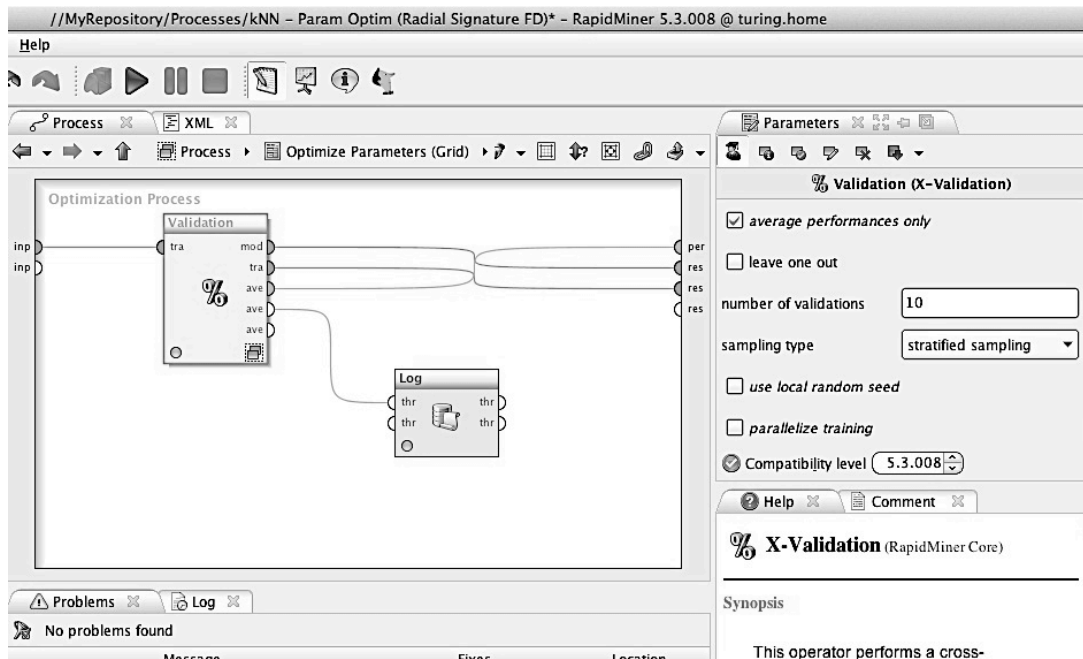 //MyRepository/Processes/kNN – Param Optim (Radial Signature FD)* – RapidMiner 5.3.008 @ turing.home
Help
Process
XML
Process
Optimize Parameters (Grid)
Optimization Process
Validation
inp
tra
mod
per
inp
tra
res
ave
res
ave
res
ave
Log
thr
thr
thr
thr
Parameters
Validation (X-Validation)
average performances only
leave one out
number of validations
10
sampling type
stratified sampling
use local random seed
parallelize training
Compatibility level
5.3.008
Help
Comment
X-Validation (RapidMiner Core)
Synopsis
This operator performs a cross-
Problems
Log
No problems found
Message
Fixes
Location